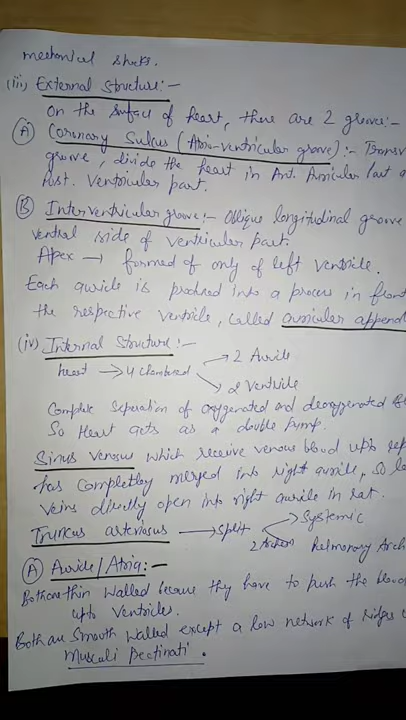 mechanical shocks.
(iii) External Structure:-
On the surface of heart, there are 2 grooves:-
(A) Coronary Sulcus (Atrio-ventricular groove):- Transv
groove, divide the heart in Ant. Auricular part a
Post. Ventricular part.
(B) Interventricular groove:- Oblique longitudinal groove
ventral side of ventricular part.
Apex → formed of only of left ventricle.
Each auricle is produced into a process in front
the respective ventricle, called auricular append
(iv) Internal Structure:-
heart → 4 chambered → 2 Auricle
→ 2 Ventricle
Complete separation of oxygenated and deoxygenated
So Heart acts as a double pump.
Sinus venosus which receive venous blood upto rep
has completley merged into right auricle, so
veins directly open into right auricle in rat.
Truncus arteriosus → split → Systemic
2 Arches Pulmonary Arch
(A) Auricle/Atria:-
Both are thin walled because they have to push the blood
upto ventricles.
Both are smooth walled except a low network of ridges
Musculi Pectinati.